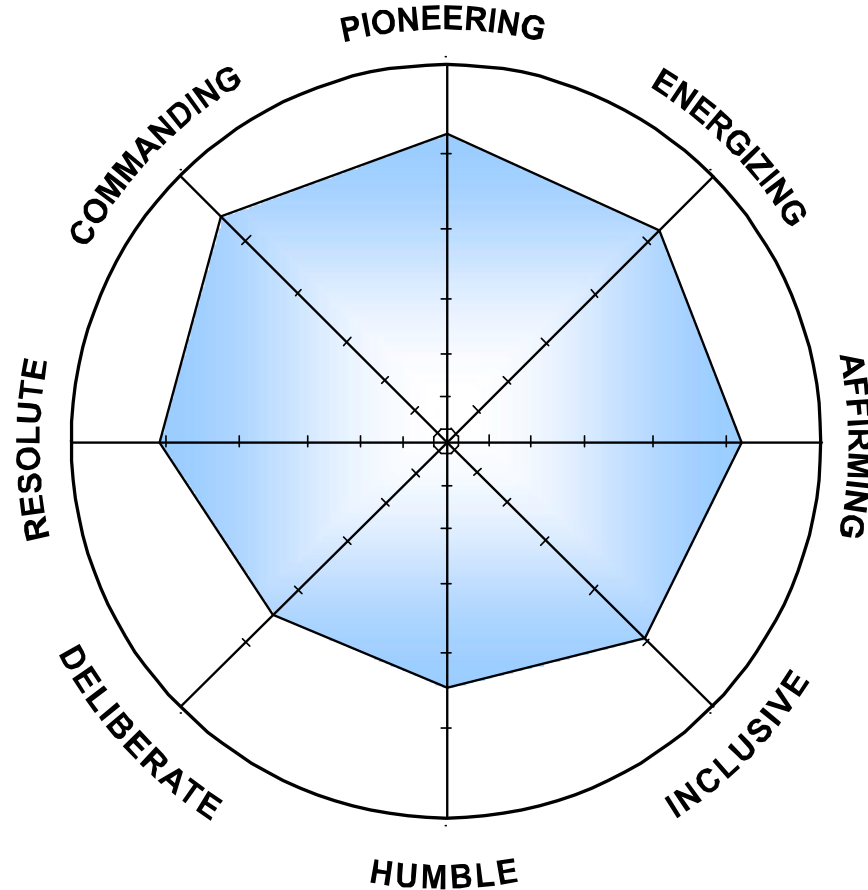 PIONEERING
ENERGIZING
AFFIRMING
INCLUSIVE
HUMBLE
DELIBERATE
RESOLUTE
COMMANDING